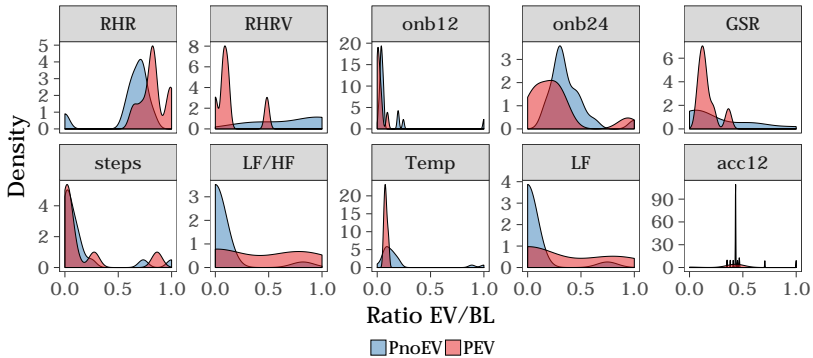 RHR RHRV onb12 onb24 GSR
5 4 3 2 1 0
8 6 4 2 0
20 15 10 5 0
3 2 1 0
6 4 2 0
Density
steps LF/HF Temp LF acc12
4 2 0
3 2 1 0
20 15 10 5 0
4 3 2 1 0
90 60 30 0
0.0 0.5 1.0 0.0 0.5 1.0 0.0 0.5 1.0 0.0 0.5 1.0 0.0 0.5 1.0
Ratio EV/BL
PnoEV PEV